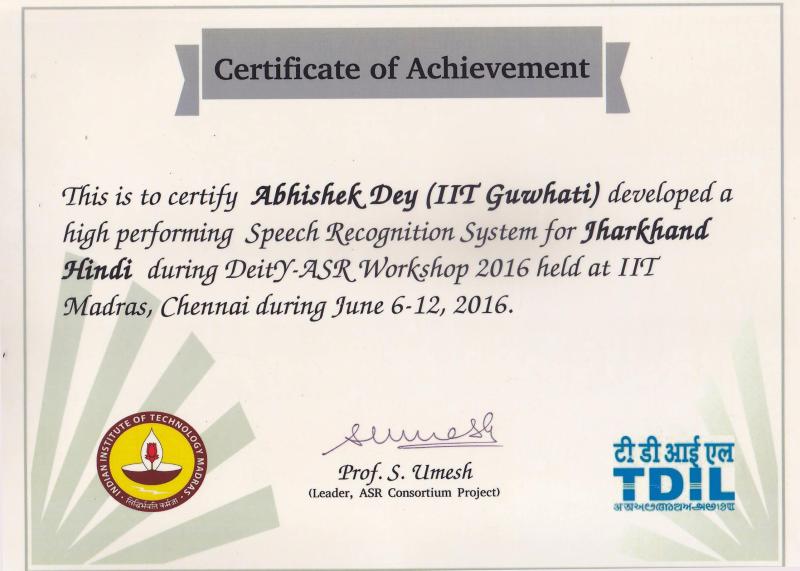 Certificate of Achievement
This is to certify Abhishek Dey (IIT Guwhati) developed a
high performing Speech Recognition System for Jharkhand
Hindi during DeitY-ASR Workshop 2016 held at IIT
Madras, Chennai during June 6-12, 2016.
INDIAN INSTITUTE OF TECHNOLOGY MADRAS
सिद्धिर्भवति कर्मजा
sumesh
Prof. S. Umesh
(Leader, ASR Consortium Project)
टी डी आई एल
TDIL